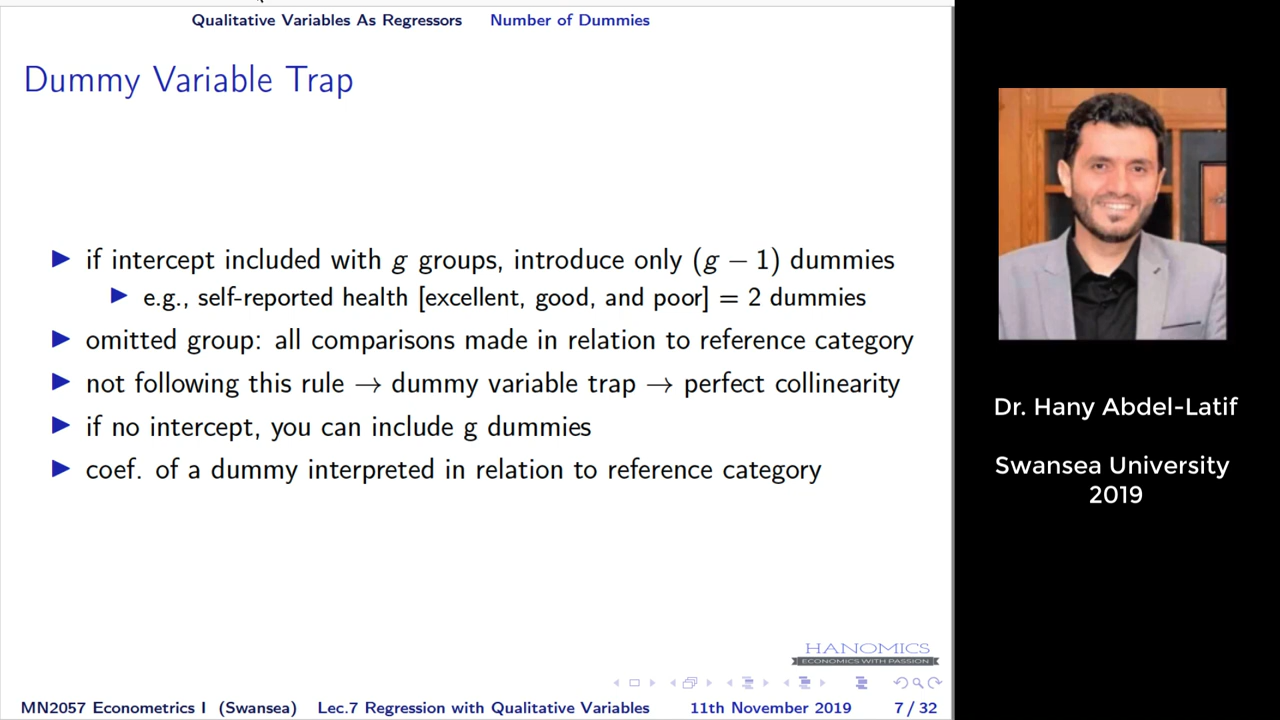 Qualitative Variables As Regressors Number of Dummies
Dummy Variable Trap
if intercept included with g groups, introduce only (g − 1) dummies
e.g., self-reported health [excellent, good, and poor] = 2 dummies
omitted group: all comparisons made in relation to reference category
not following this rule → dummy variable trap → perfect collinearity
if no intercept, you can include g dummies
coef. of a dummy interpreted in relation to reference category
HANOMICS
ECONOMICS WITH PASSION
MN2057 Econometrics I (Swansea) Lec.7 Regression with Qualitative Variables 11th November 2019 7 / 32
Dr. Hany Abdel-Latif
Swansea University
2019